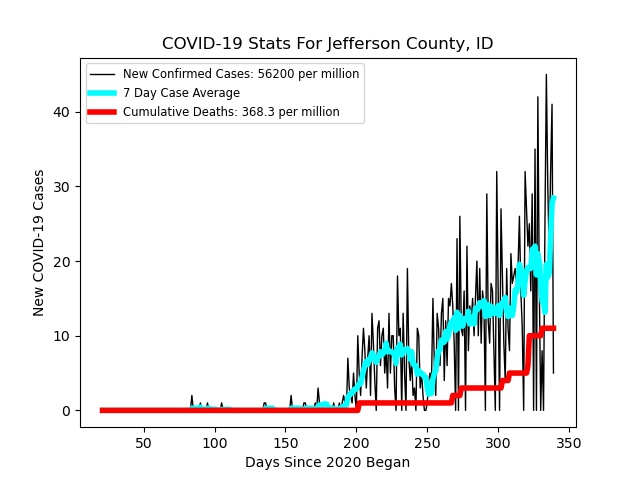 COVID-19 Stats For Jefferson County, ID
New Confirmed Cases: 56200 per million
7 Day Case Average
Cumulative Deaths: 368.3 per million
New COVID-19 Cases
40
30
20
10
0
50 100 150 200 250 300 350
Days Since 2020 Began